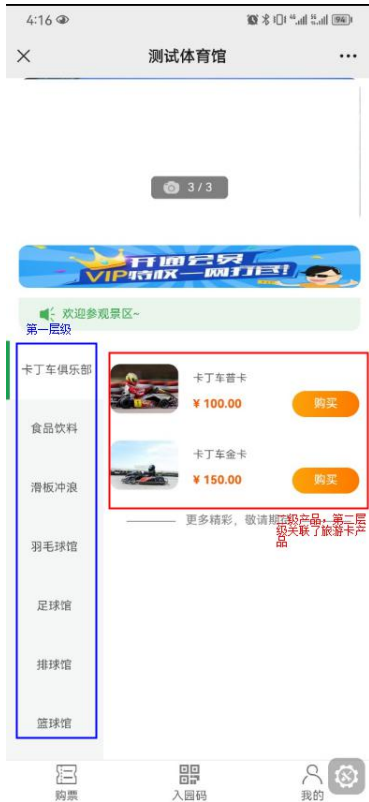 4:16
94
测试体育馆
3/3
开通会员
VIP特权一网打尽!
欢迎参观景区~
第一层级
卡丁车俱乐部
卡丁车普卡
¥ 100.00
购买
食品饮料
卡丁车金卡
¥ 150.00
购买
滑板冲浪
更多精彩，敬请期
级产品，第二层
级关联了旅游卡产
品
羽毛球馆
足球馆
排球馆
篮球馆
购票
入园码
我的